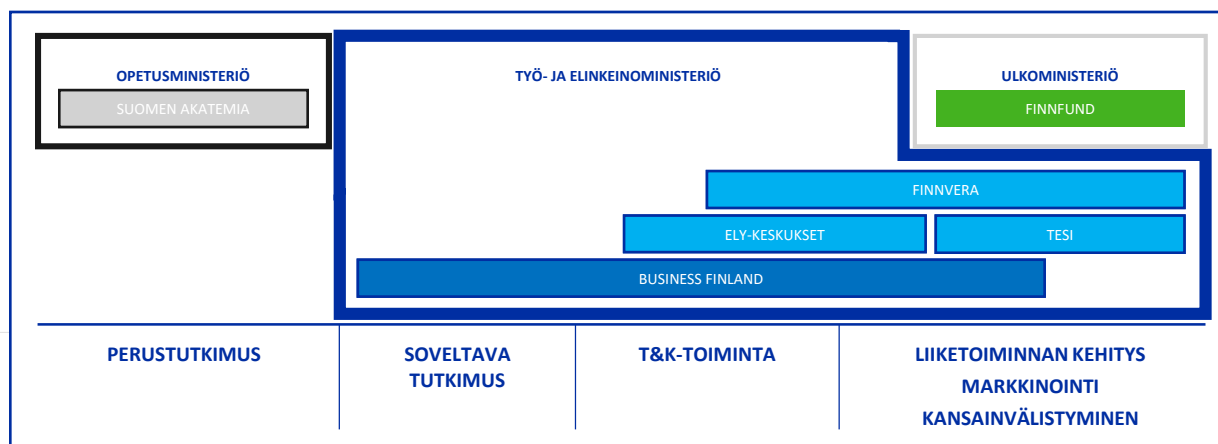 OPETUSMINISTERIÖ
SUOMEN AKATEMIA
TYÖ- JA ELINKEINOMINISTERIÖ
ULKOMINISTERIÖ
FINNFUND
FINNVERA
ELY-KESKUKSET
TESI
BUSINESS FINLAND
PERUSTUTKIMUS
SOVELTAVA
TUTKIMUS
T&K-TOIMINTA
LIIKETOIMINNAN KEHITYS
MARKKINOINTI
KANSAINVÄLISTYMINEN